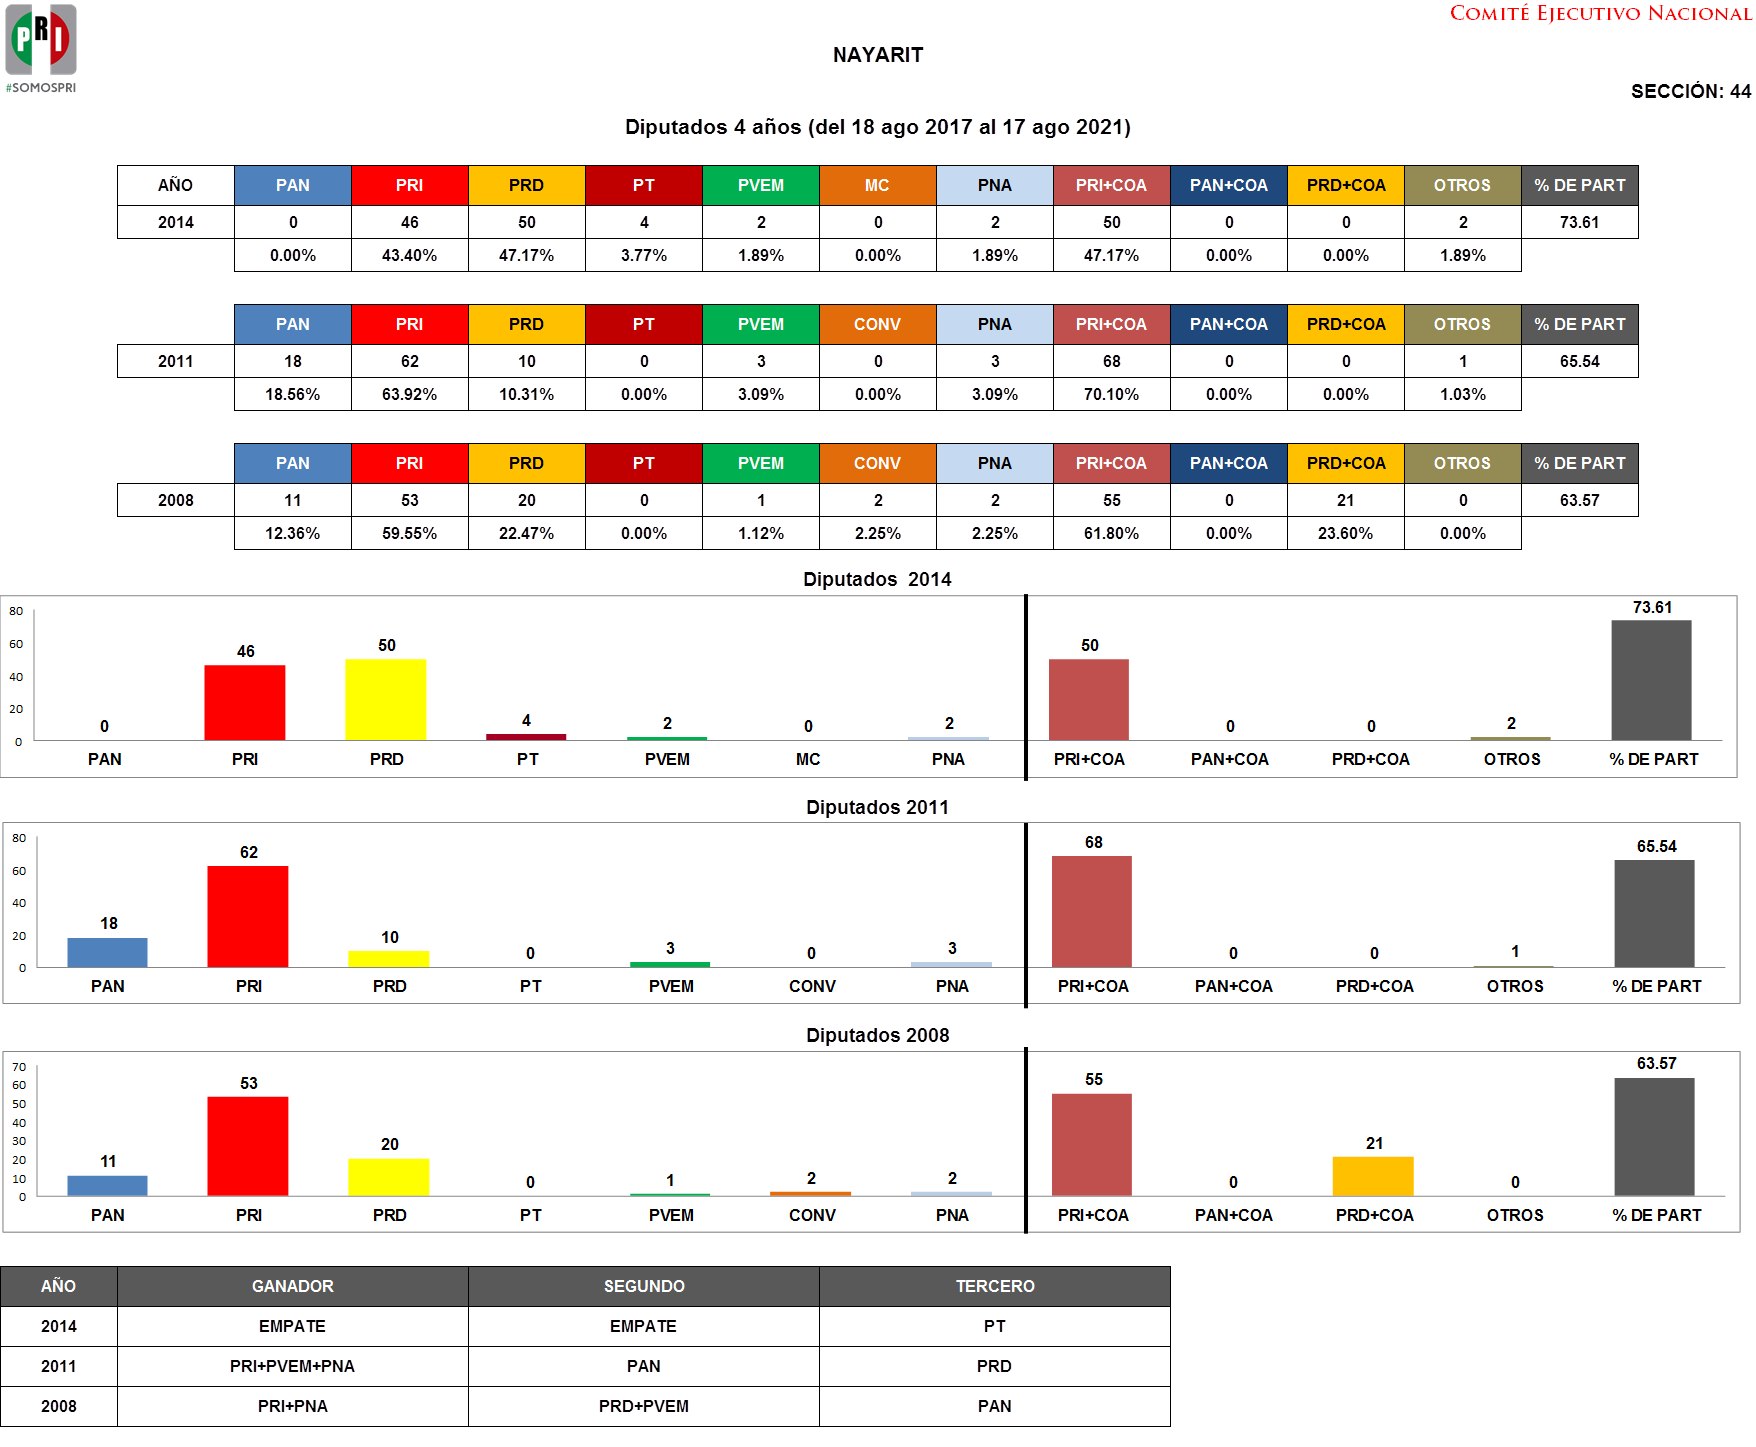 PRI
#SOMOSPRI
COMITÉ EJECUTIVO NACIONAL
NAYARIT
SECCIÓN: 44
Diputados 4 años (del 18 ago 2017 al 17 ago 2021)
AÑO PAN PRI PRD PT PVEM MC PNA PRI+COA PAN+COA PRD+COA OTROS % DE PART
2014 0 46 50 4 2 0 2 50 0 0 2 73.61
0.00% 43.40% 47.17% 3.77% 1.89% 0.00% 1.89% 47.17% 0.00% 0.00% 1.89%
PAN PRI PRD PT PVEM CONV PNA PRI+COA PAN+COA PRD+COA OTROS % DE PART
2011 18 62 10 0 3 0 3 68 0 0 1 65.54
18.56% 63.92% 10.31% 0.00% 3.09% 0.00% 3.09% 70.10% 0.00% 0.00% 1.03%
PAN PRI PRD PT PVEM CONV PNA PRI+COA PAN+COA PRD+COA OTROS % DE PART
2008 11 53 20 0 1 2 2 55 0 21 0 63.57
12.36% 59.55% 22.47% 0.00% 1.12% 2.25% 2.25% 61.80% 0.00% 23.60% 0.00%
Diputados 2014
80
60
40
20
0
0 46 50 4 2 0 2 50 0 0 2 73.61
PAN PRI PRD PT PVEM MC PNA PRI+COA PAN+COA PRD+COA OTROS % DE PART
Diputados 2011
80
60
40
20
0
18 62 10 0 3 0 3 68 0 0 1 65.54
PAN PRI PRD PT PVEM CONV PNA PRI+COA PAN+COA PRD+COA OTROS % DE PART
Diputados 2008
70
60
50
40
30
20
10
0
11 53 20 0 1 2 2 55 0 21 0 63.57
PAN PRI PRD PT PVEM CONV PNA PRI+COA PAN+COA PRD+COA OTROS % DE PART
AÑO GANADOR SEGUNDO TERCERO
2014 EMPATE EMPATE PT
2011 PRI+PVEM+PNA PAN PRD
2008 PRI+PNA PRD+PVEM PAN